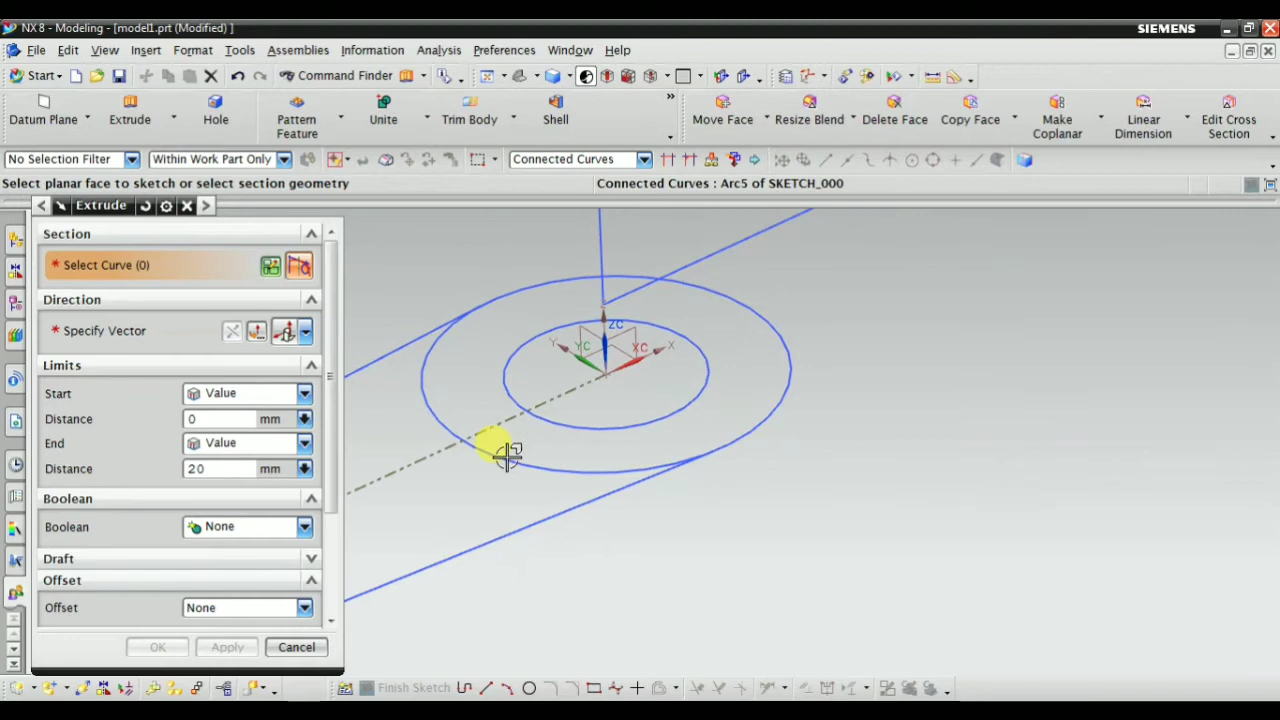 NX 8 - Modeling - [model1.prt (Modified) ]
SIEMENS
File Edit View Insert Format Tools Assemblies Information Analysis Preferences Window Help
Start Command Finder
Datum Plane Extrude Hole Pattern Feature Unite Trim Body Shell » Move Face Resize Blend Delete Face Copy Face Make Coplanar Linear Dimension Edit Cross Section
No Selection Filter Within Work Part Only Connected Curves
Select planar face to sketch or select section geometry Connected Curves : Arc5 of SKETCH_000
Extrude
Section
* Select Curve (0)
Direction
* Specify Vector
Limits
Start Value
Distance 0 mm
End Value
Distance 20 mm
Boolean
Boolean None
Draft
Offset
Offset None
OK Apply Cancel
ZC
Y YC XC X
Finish Sketch